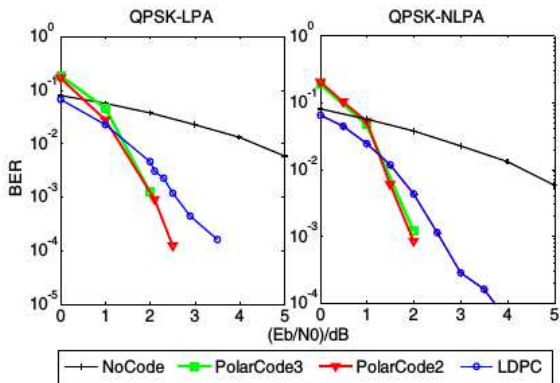 QPSK-LPA
QPSK-NLPA
BER
10^0
10^-1
10^-2
10^-3
10^-4
10^-5
0 1 2 3 4 5
10^0
10^-1
10^-2
10^-3
10^-4
0 1 2 3 4 5
(Eb/N0)/dB
NoCode PolarCode3 PolarCode2 LDPC